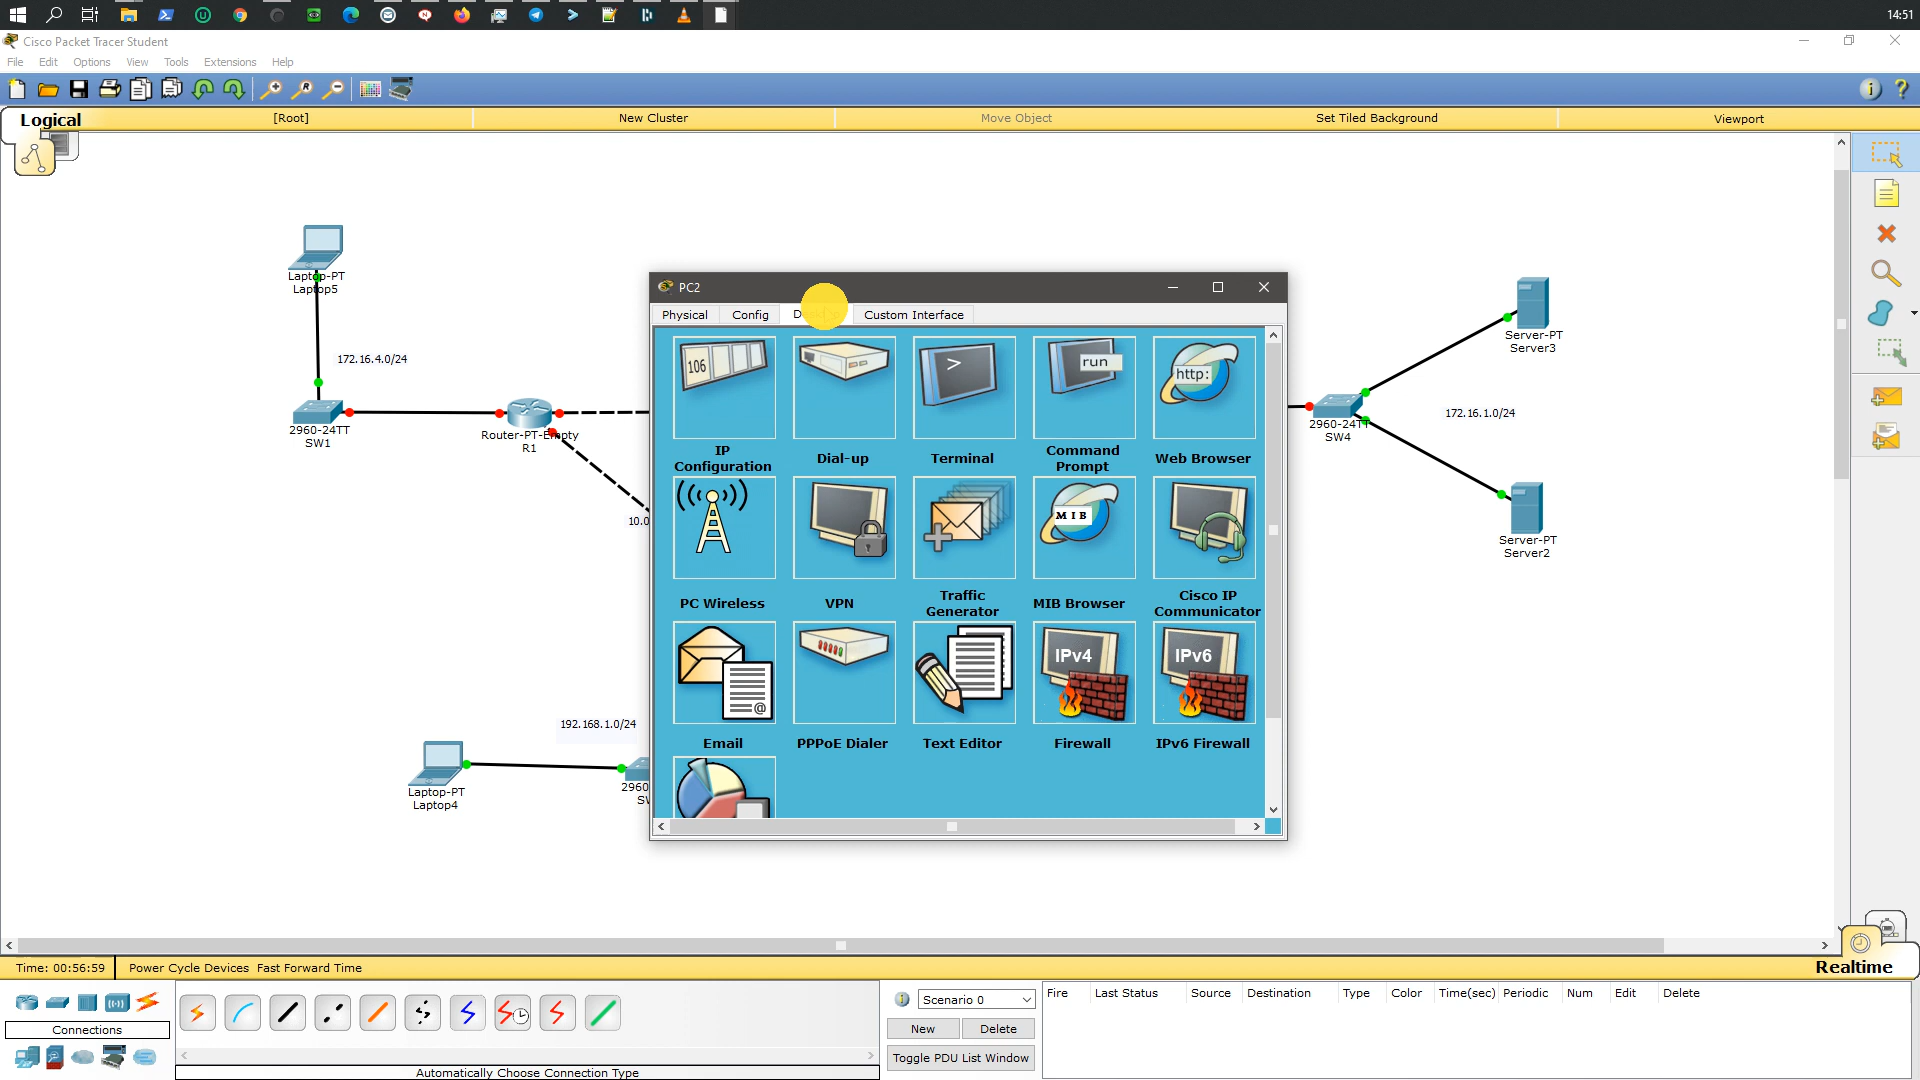 14:51
Cisco Packet Tracer Student
File Edit Options View Tools Extensions Help
Logical [Root] New Cluster Move Object Set Tiled Background Viewport
Laptop-PT
Laptop5
172.16.4.0/24
2960-24TT
SW1
Router-PT-Empty
R1
10.0
192.168.1.0/24
Laptop-PT
Laptop4
2960
SW
PC2
Physical Config Custom Interface
106
>
run
http:
IP Configuration
Dial-up
Terminal
Command Prompt
Web Browser
MIB
PC Wireless
VPN
Traffic Generator
MIB Browser
Cisco IP Communicator
@
IPv4
IPv6
Email
PPPoE Dialer
Text Editor
Firewall
IPv6 Firewall
Server-PT
Server3
172.16.1.0/24
2960-24TT
SW4
Server-PT
Server2
Time: 00:56:59 Power Cycle Devices Fast Forward Time
Realtime
Connections
Automatically Choose Connection Type
Scenario 0
New Delete
Toggle PDU List Window
Fire Last Status Source Destination Type Color Time(sec) Periodic Num Edit Delete